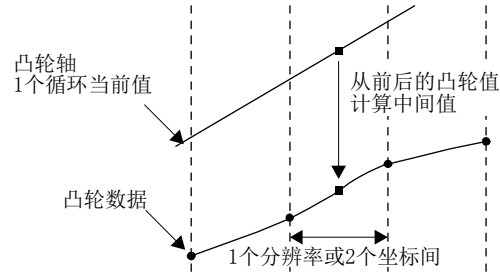 凸轮轴
1个循环当前值
从前后的凸轮值
计算中间值
凸轮数据
1个分辨率或2个坐标间